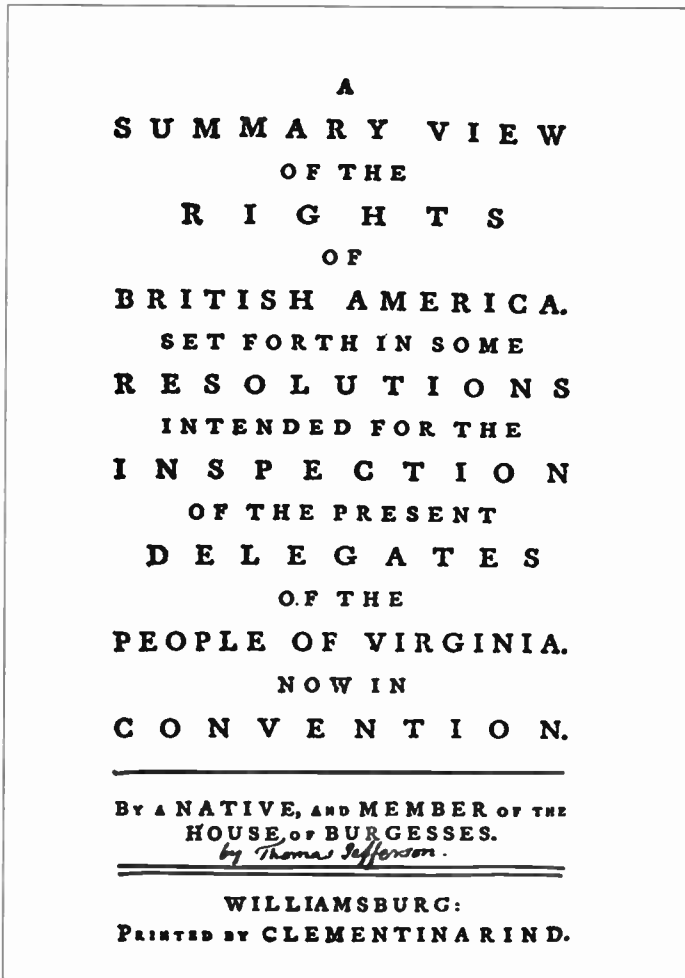 A
SUMMARY VIEW
OF THE
RIGHTS
OF
BRITISH AMERICA.
SET FORTH IN SOME
RESOLUTIONS
INTENDED FOR THE
INSPECTION
OF THE PRESENT
DELEGATES
OF THE
PEOPLE OF VIRGINIA.
NOW IN
CONVENTION.
BY A NATIVE, AND MEMBER OF THE
HOUSE OF BURGESSES.
by Thomas Jefferson.
WILLIAMSBURG:
PRINTED BY CLEMENTINA RIND.